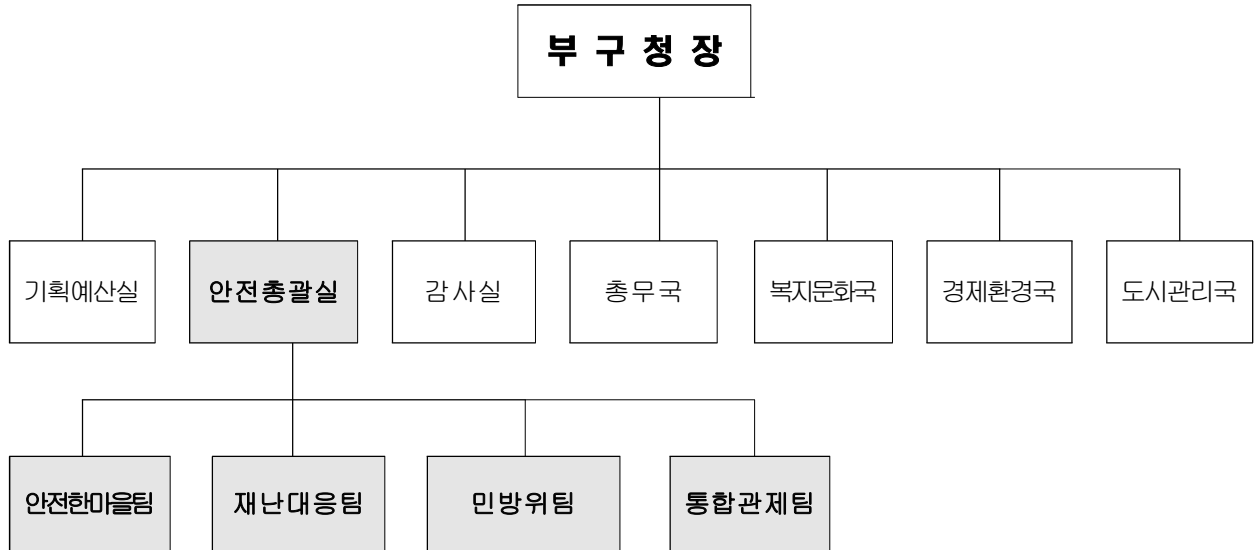 부 구 청 장
기획예산실
안전총괄실
감사실
총무국
복지문화국
경제환경국
도시관리국
안전한마을팀
재난대응팀
민방위팀
통합관제팀